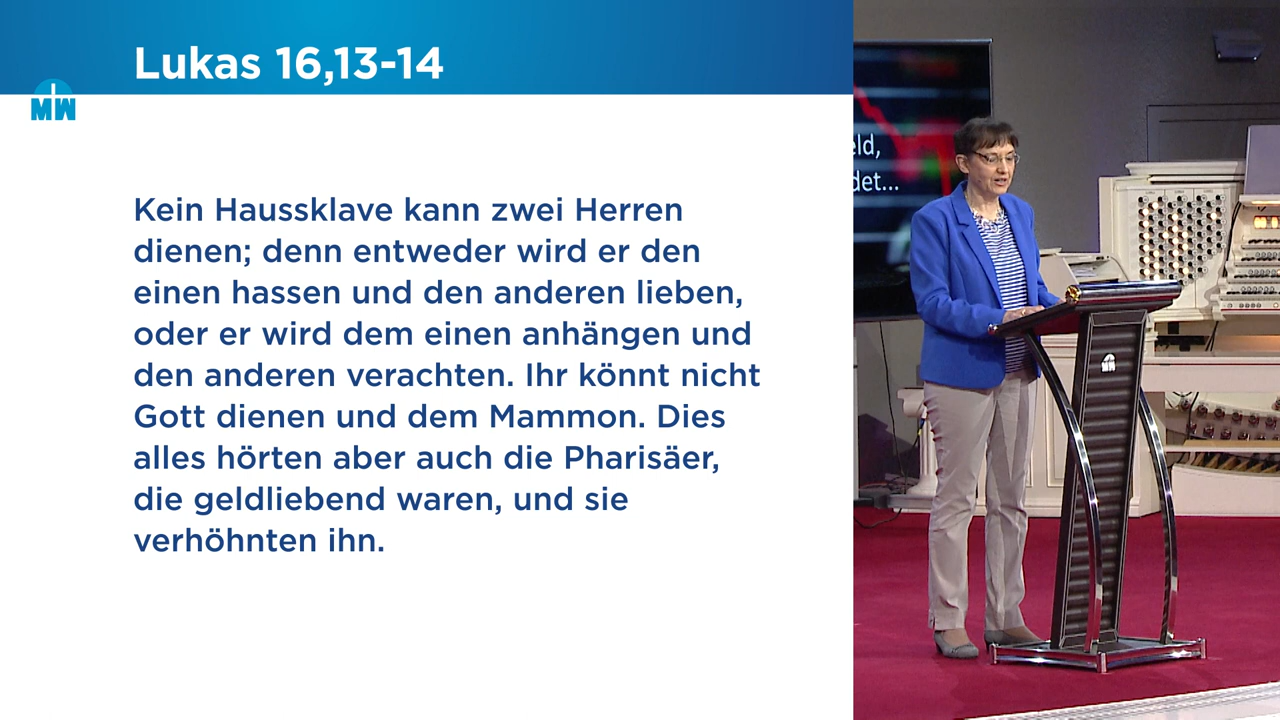 Lukas 16,13-14
MW
Kein Haussklave kann zwei Herren
dienen; denn entweder wird er den
einen hassen und den anderen lieben,
oder er wird dem einen anhängen und
den anderen verachten. Ihr könnt nicht
Gott dienen und dem Mammon. Dies
alles hörten aber auch die Pharisäer,
die geldliebend waren, und sie
verhöhnten ihn.
eld,
det...
MW